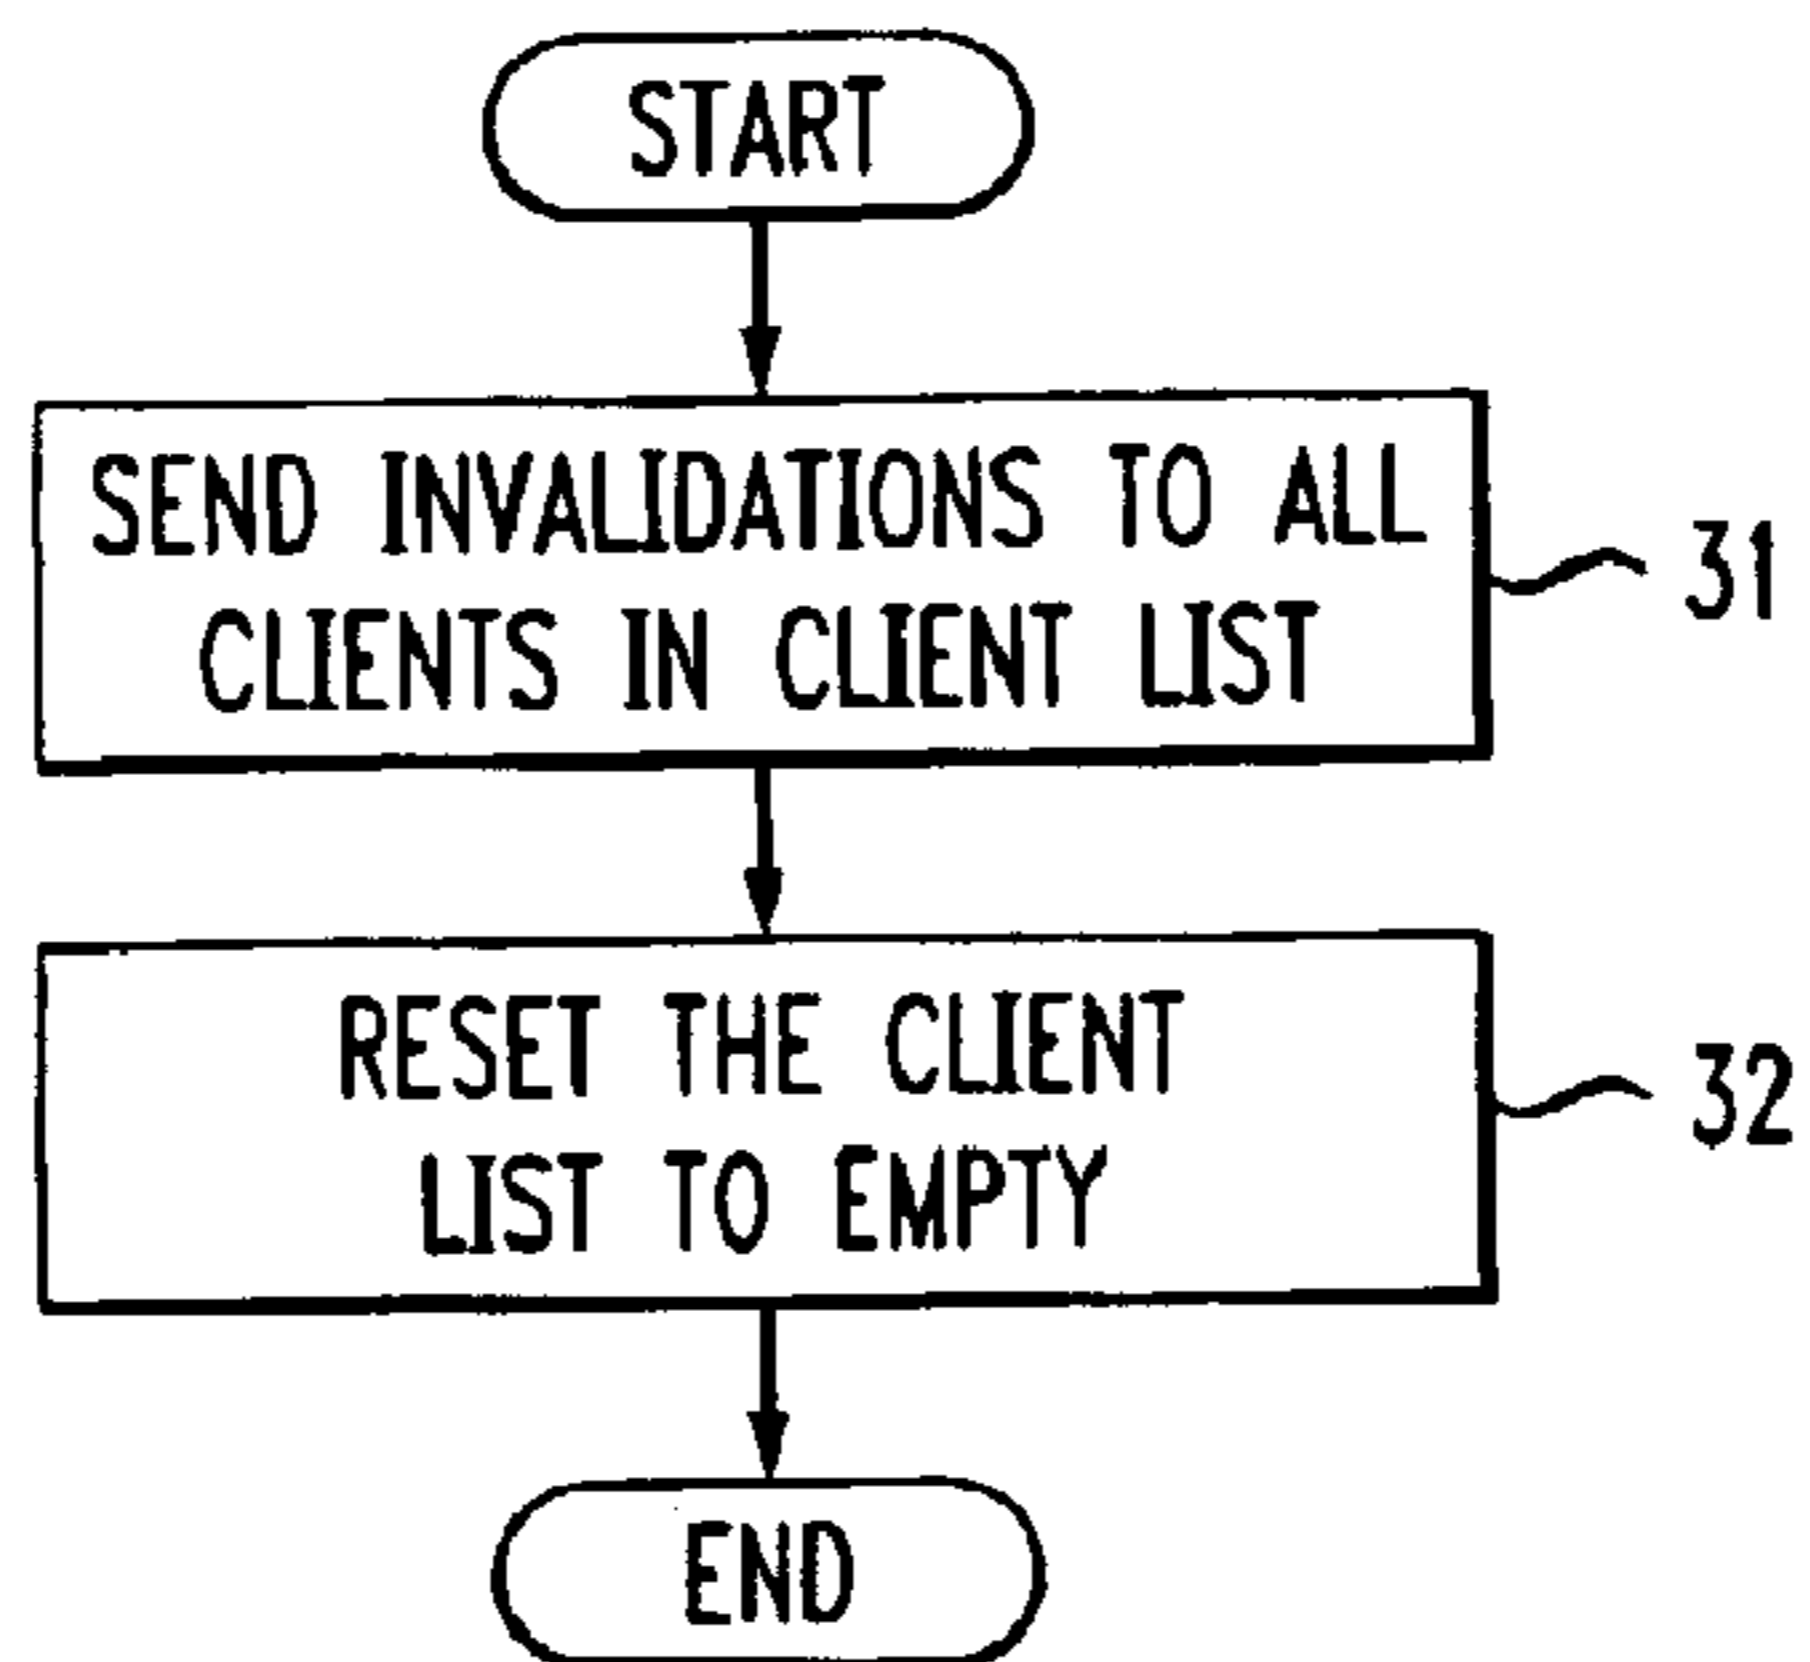 START
SEND INVALIDATIONS TO ALL
CLIENTS IN CLIENT LIST
31
RESET THE CLIENT
LIST TO EMPTY
32
END